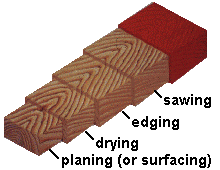 sawing
edging
drying
planing (or surfacing)